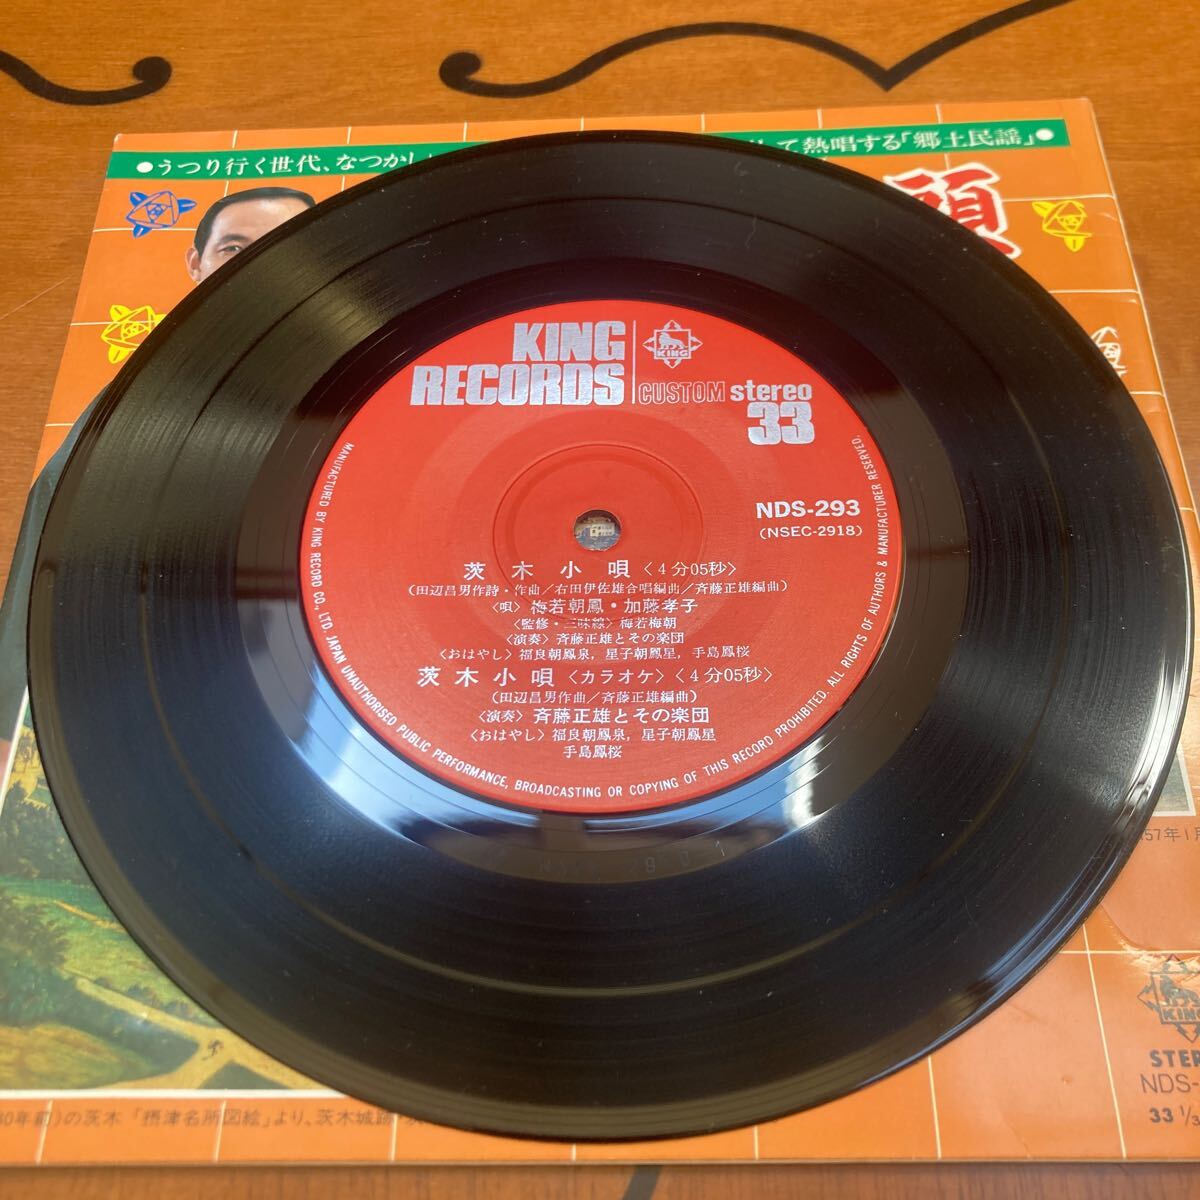 ●うつり行く世代、なつかし
て熱唱する「郷土民謡」●
頭
KING
RECORDS
KING
CUSTOM stereo
33
NDS-293
(NSEC-2918)
茨木小唄〈4分05秒〉
(田辺昌男作詩・作曲／右田伊佐雄合唱編曲／斉藤正雄編曲)
〈唄〉梅若朝鳳・加藤孝子
〈監修・三味線〉梅若梅朝
〈演奏〉斉藤正雄とその楽団
〈おはやし〉福良朝鳳泉，星子朝鳳星，手島鳳桜
茨木小唄〈カラオケ〉〈4分05秒〉
(田辺昌男作曲／斉藤正雄編曲)
〈演奏〉斉藤正雄とその楽団
〈おはやし〉福良朝鳳泉，星子朝鳳星
手島鳳桜
MANUFACTURED BY KING RECORD CO., LTD. JAPAN UNAUTHORISED PUBLIC PERFORMANCE, BROADCASTING OR COPYING OF THIS RECORD PROHIBITED. ALL RIGHTS OF AUTHORS & MANUFACTURER RESERVED.
57年1月
KING
STER
NDS-
33 1/3
0年前)の茨木「摂津名所図絵」より、茨木城跡